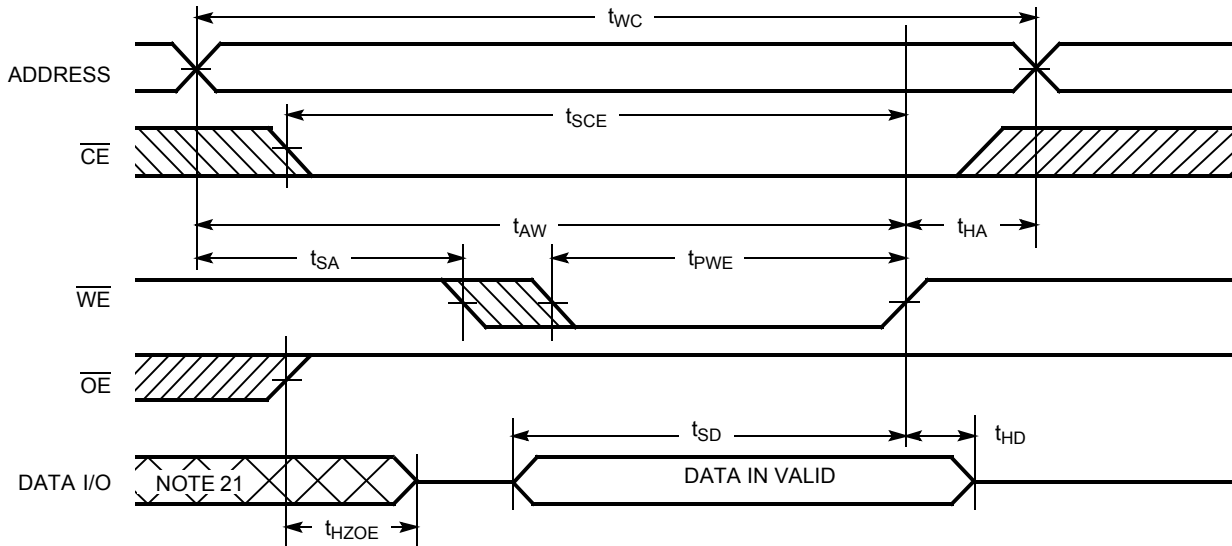 tWC
ADDRESS
tSCE
CE
tAW
tHA
tSA
tPWE
WE
OE
tSD
tHD
DATA I/O
NOTE 21
DATA IN VALID
tHZOE